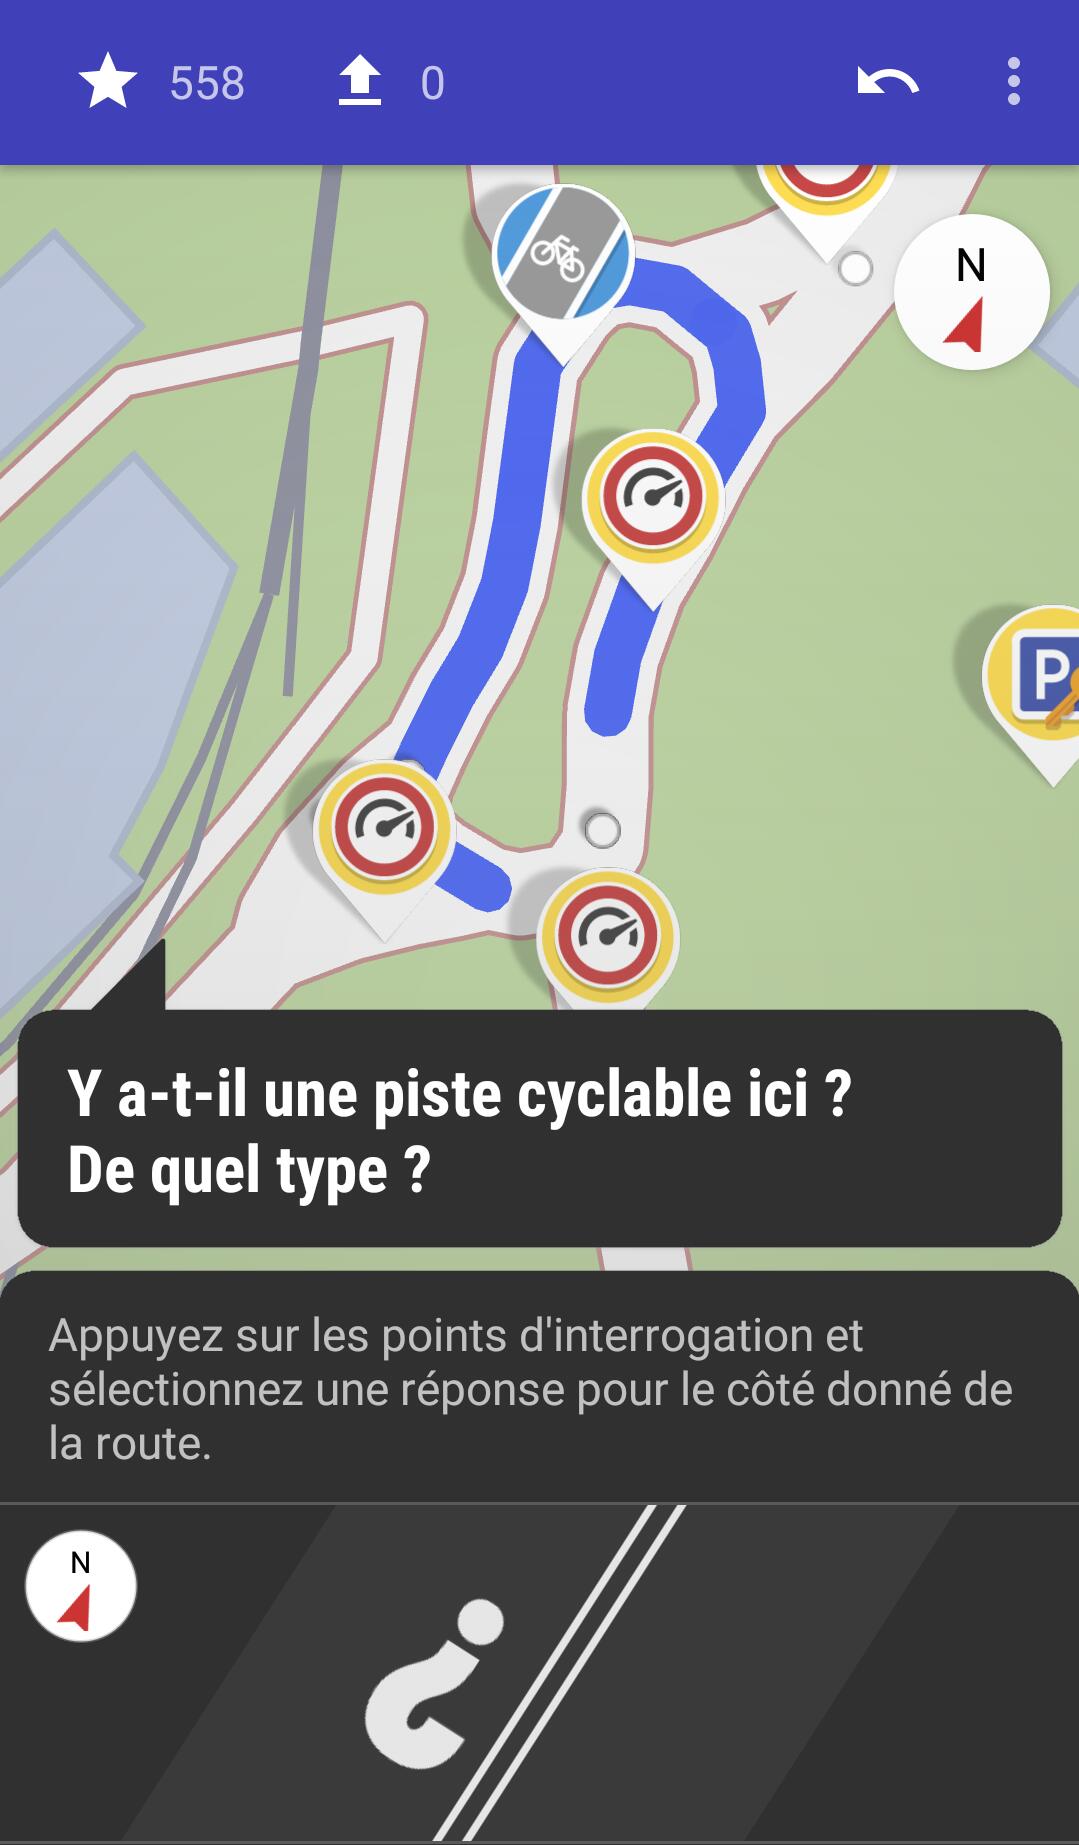 558
0
N
P
Y a-t-il une piste cyclable ici ?
De quel type ?
Appuyez sur les points d'interrogation et
sélectionnez une réponse pour le côté donné de
la route.
N
?